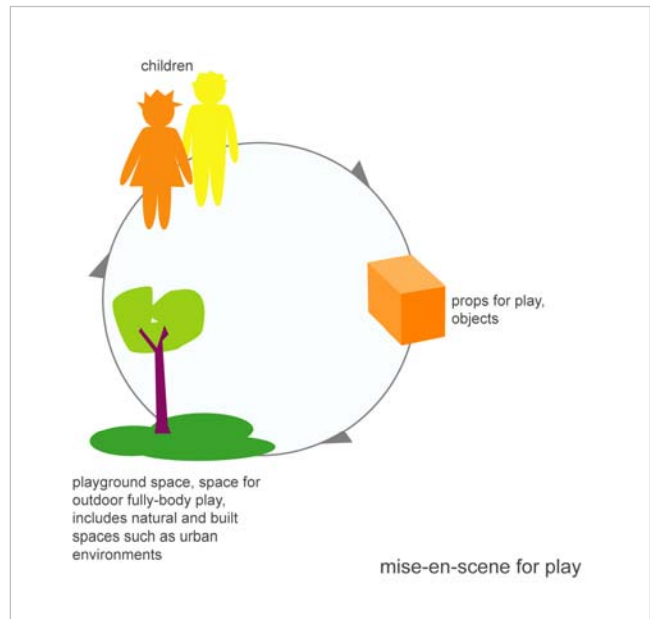 children
props for play,
objects
playground space, space for
outdoor fully-body play,
includes natural and built
spaces such as urban
environments
mise-en-scene for play